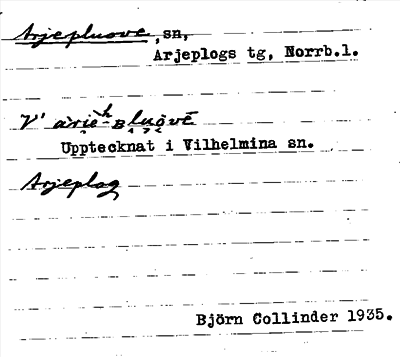 Arjepluove, sn,
Arjeplogs tg, Norrb.l.
Upptecknat i Vilhelmina sn.
Arjeplog
Björn Collinder 1935.